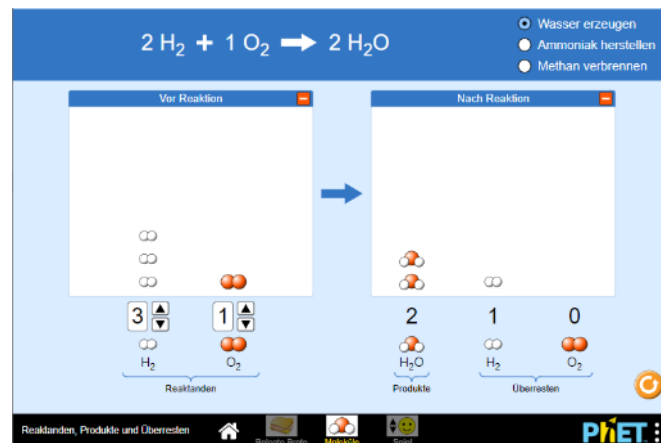 2 H₂ + 1 O₂ → 2 H₂O
Wasser erzeugen
Ammoniak herstellen
Methan verbrennen
Vor Reaktion
Nach Reaktion
3 1 2 1 0
H₂ O₂ H₂O H₂ O₂
Reaktanden Produkte Überresten
Reaktanden, Produkte und Überresten
Moleküle
Spiel
PhET